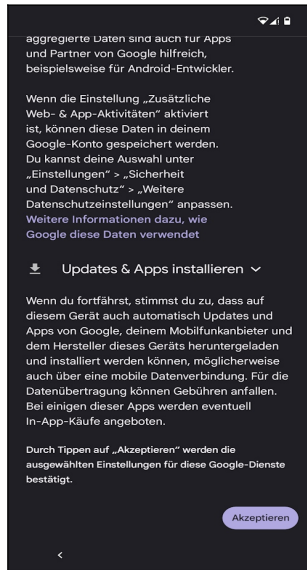 aggregierte Daten sind auch für Apps
und Partner von Google hilfreich,
beispielsweise für Android-Entwickler.
Wenn die Einstellung „Zusätzliche
Web- & App-Aktivitäten“ aktiviert
ist, können diese Daten in deinem
Google-Konto gespeichert werden.
Du kannst deine Auswahl unter
„Einstellungen“ > „Sicherheit
und Datenschutz“ > „Weitere
Datenschutzeinstellungen“ anpassen.
Weitere Informationen dazu, wie
Google diese Daten verwendet
Updates & Apps installieren
Wenn du fortfährst, stimmst du zu, dass auf
diesem Gerät auch automatisch Updates und
Apps von Google, deinem Mobilfunkanbieter und
dem Hersteller dieses Geräts heruntergeladen
und installiert werden können, möglicherweise
auch über eine mobile Datenverbindung. Für die
Datenübertragung können Gebühren anfallen.
Bei einigen dieser Apps werden eventuell
In-App-Käufe angeboten.
Durch Tippen auf „Akzeptieren“ werden die
ausgewählten Einstellungen für diese Google-Dienste
bestätigt.
Akzeptieren